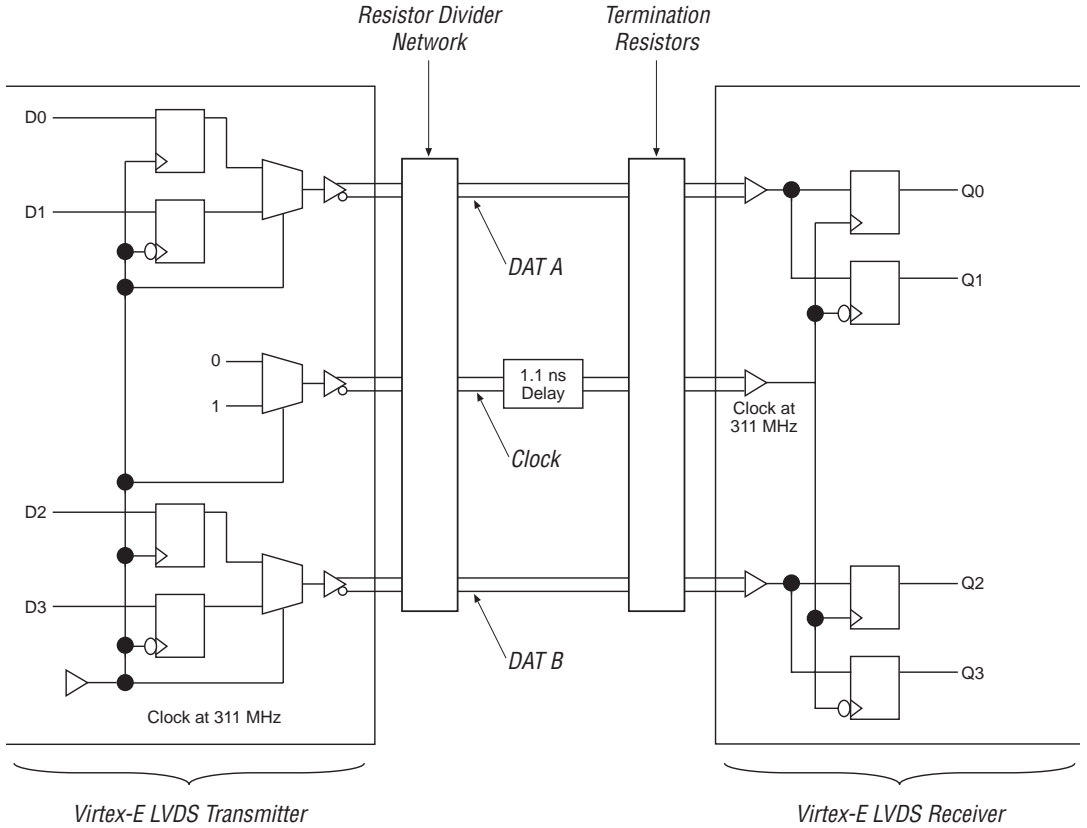 Resistor Divider
Network
Termination
Resistors
D0
D1
Q0
Q1
DAT A
0
1
1.1 ns
Delay
Clock at
311 MHz
Clock
D2
D3
Q2
Q3
DAT B
Clock at 311 MHz
Virtex-E LVDS Transmitter
Virtex-E LVDS Receiver